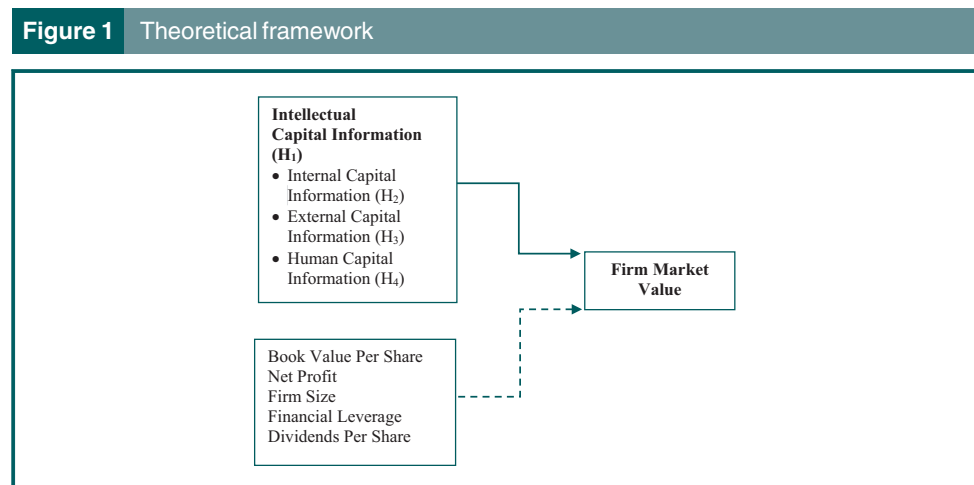 Figure 1 Theoretical framework
Intellectual
Capital Information
(H₁)
• Internal Capital
Information (H₂)
• External Capital
Information (H₃)
• Human Capital
Information (H₄)
Firm Market
Value
Book Value Per Share
Net Profit
Firm Size
Financial Leverage
Dividends Per Share